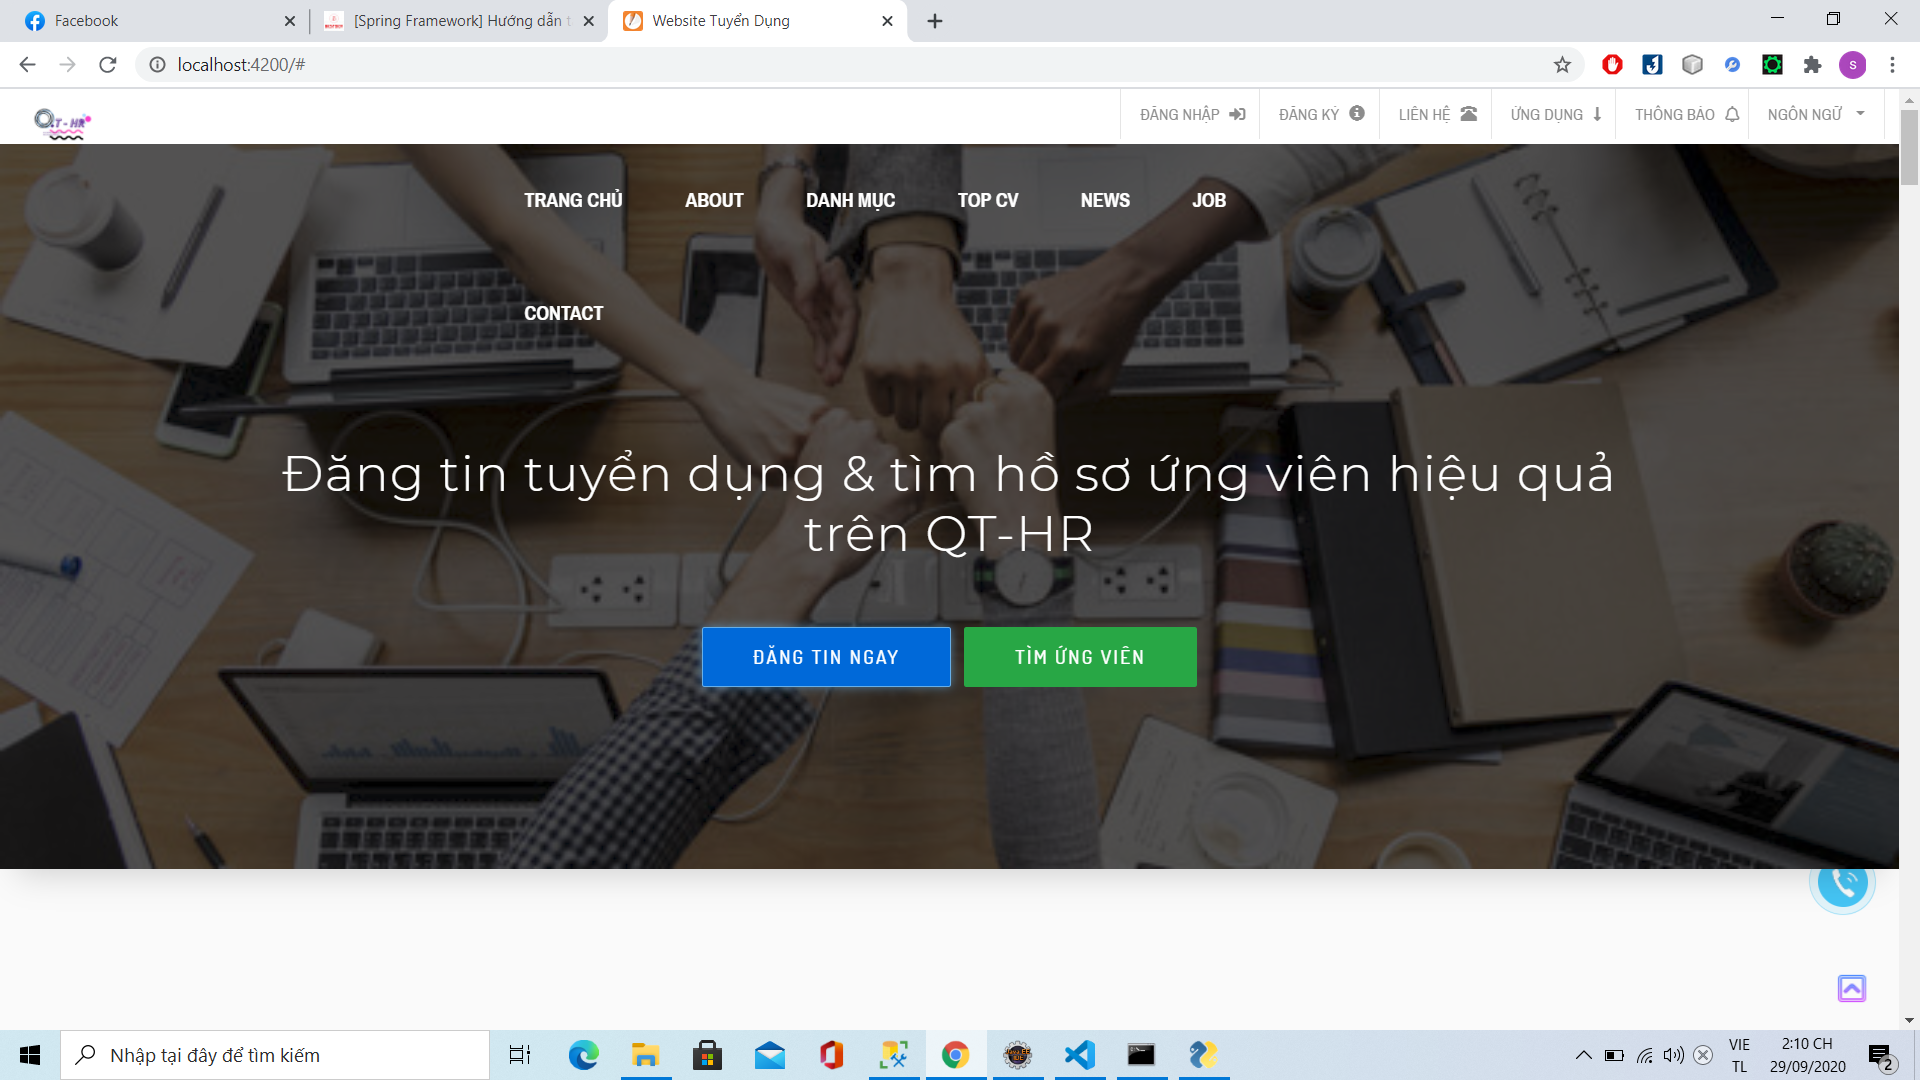 Facebook
[Spring Framework] Hướng dẫn t
Website Tuyển Dụng
localhost:4200/#
S
Q.T - HR
ĐĂNG NHẬP
ĐĂNG KÝ
LIÊN HỆ
ỨNG DỤNG
THÔNG BÁO
NGÔN NGỮ
TRANG CHỦ
ABOUT
DANH MỤC
TOP CV
NEWS
JOB
CONTACT
Đăng tin tuyển dụng & tìm hồ sơ ứng viên hiệu quả
trên QT-HR
ĐĂNG TIN NGAY
TÌM ỨNG VIÊN
Nhập tại đây để tìm kiếm
VIE
TL
2:10 CH
29/09/2020
2